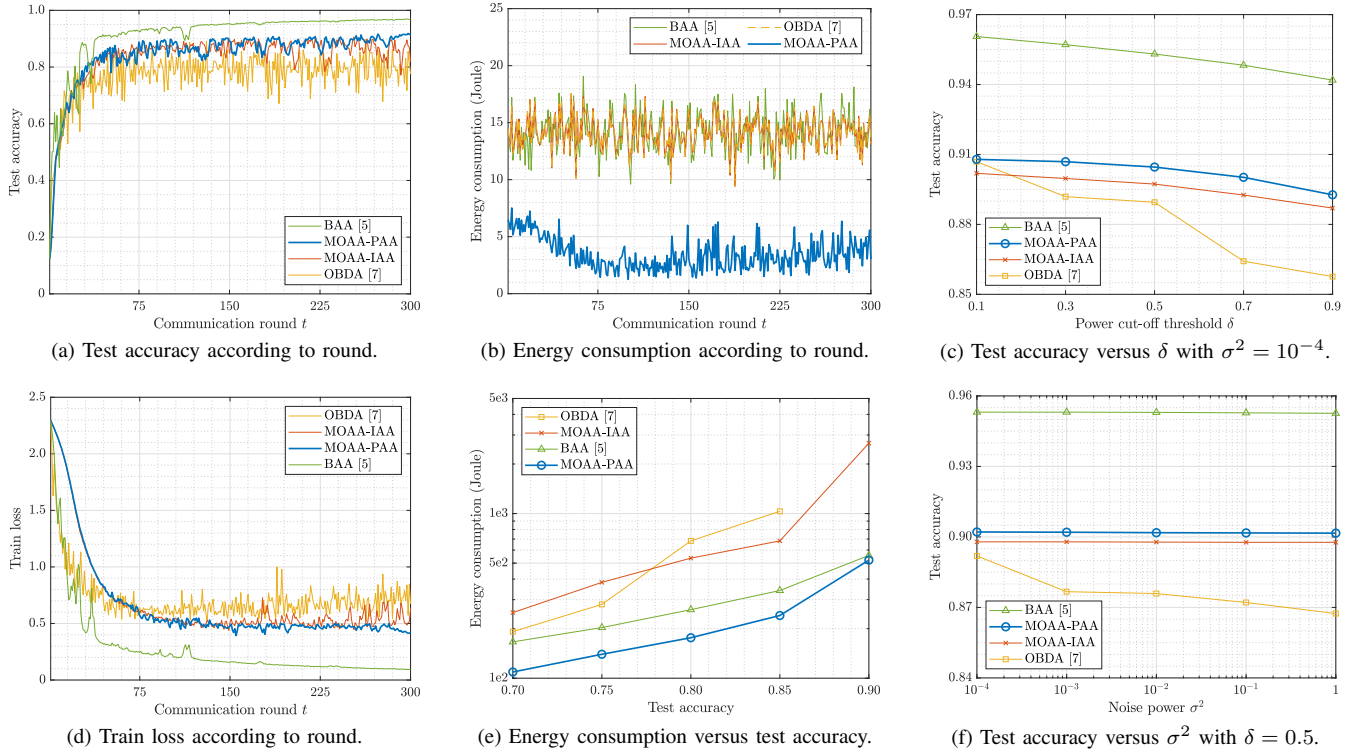 1.0
0.8
0.6
0.4
0.2
0
Test accuracy
BAA [5]
MOAA-PAA
MOAA-IAA
OBDA [7]
75 150 225 300
Communication round t
(a) Test accuracy according to round.
25
20
15
10
5
0
Energy consumption (Joule)
BAA [5] OBDA [7]
MOAA-IAA MOAA-PAA
75 150 225 300
Communication round t
(b) Energy consumption according to round.
0.97
0.94
0.91
0.88
0.85
Test accuracy
BAA [5]
MOAA-PAA
MOAA-IAA
OBDA [7]
0.1 0.3 0.5 0.7 0.9
Power cut-off threshold δ
(c) Test accuracy versus δ with σ² = 10⁻⁴.
2.5
2.0
1.5
1.0
0.5
0
Train loss
OBDA [7]
MOAA-IAA
MOAA-PAA
BAA [5]
75 150 225 300
Communication round t
(d) Train loss according to round.
5e3
1e3
5e2
1e2
Energy consumption (Joule)
OBDA [7]
MOAA-IAA
BAA [5]
MOAA-PAA
0.70 0.75 0.80 0.85 0.90
Test accuracy
(e) Energy consumption versus test accuracy.
0.96
0.93
0.90
0.87
0.84
Test accuracy
BAA [5]
MOAA-PAA
MOAA-IAA
OBDA [7]
10⁻⁴ 10⁻³ 10⁻² 10⁻¹ 1
Noise power σ²
(f) Test accuracy versus σ² with δ = 0.5.